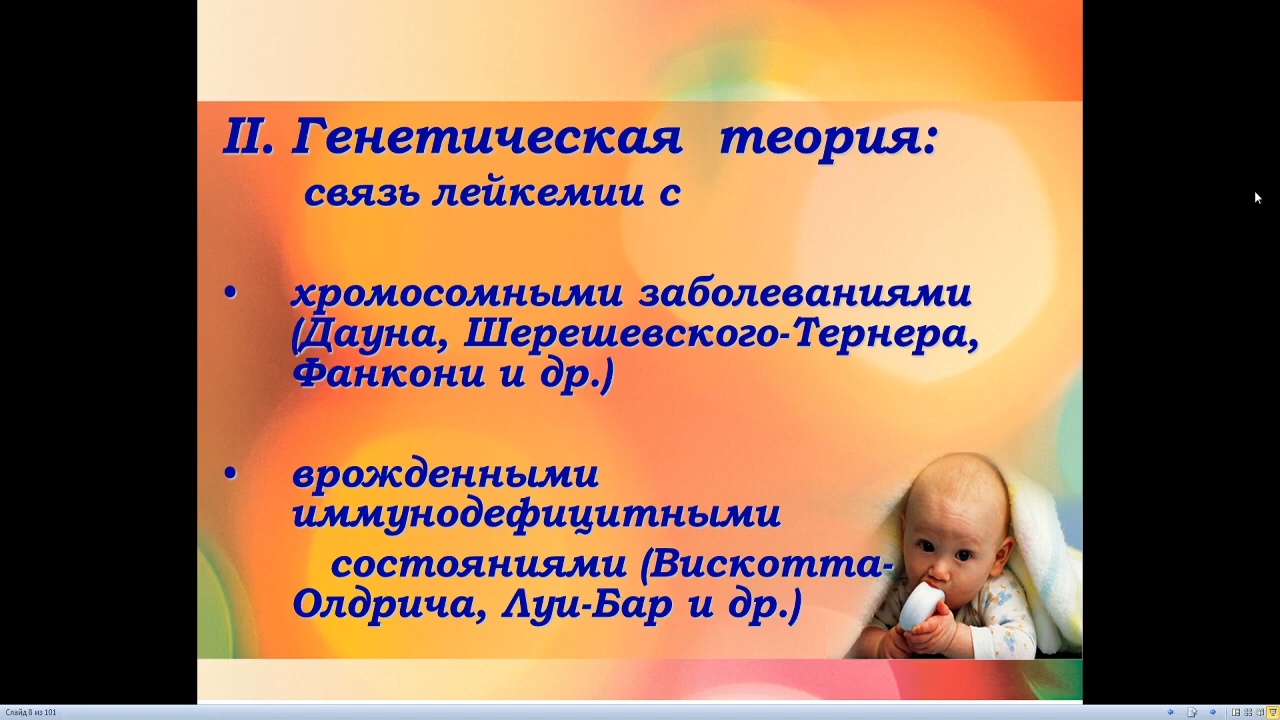 II. Генетическая теория:
связь лейкемии с
• хромосомными заболеваниями
(Дауна, Шерешевского-Тернера,
Фанкони и др.)
• врожденными
иммунодефицитными
состояниями (Вискотта-
Олдрича, Луи-Бар и др.)
Слайд 8 из 101